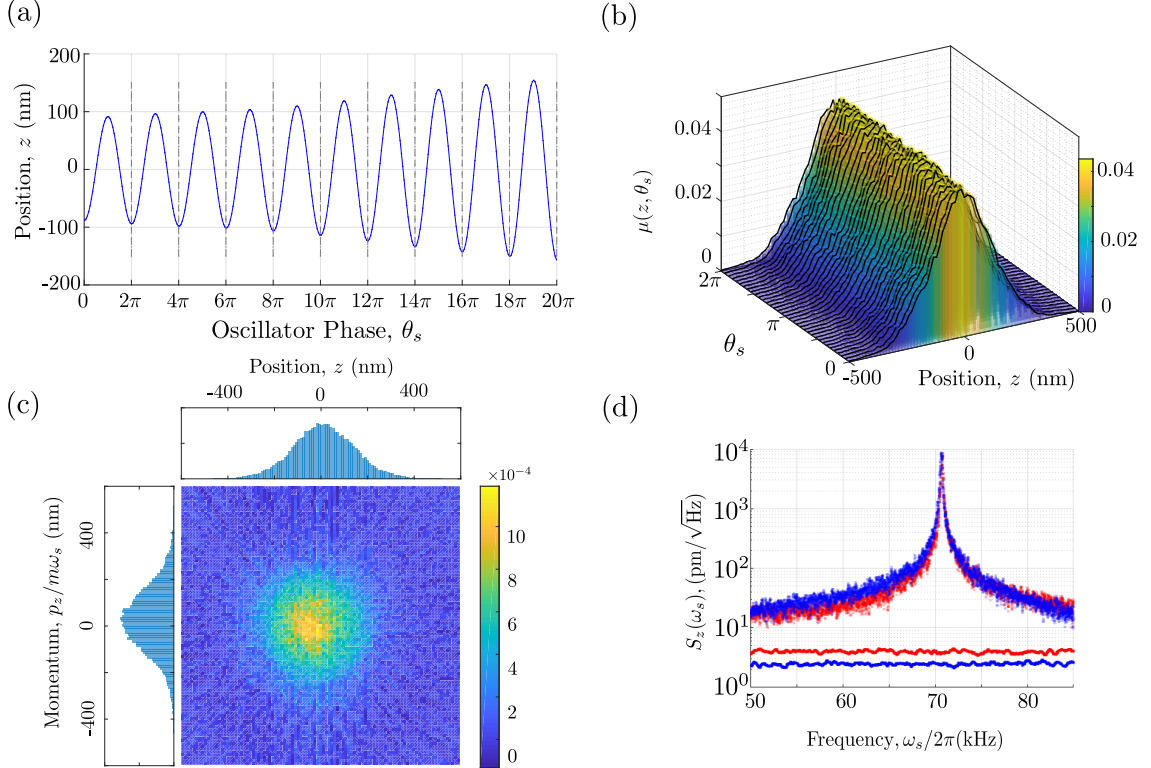 (a)
200
100
0
-100
-200
Position, z (nm)
0 2π 4π 6π 8π 10π 12π 14π 16π 18π 20π
Oscillator Phase, θs
(b)
0.04
0.02
0
μ(z, θs)
2π
π
0
θs
-500
0
500
Position, z (nm)
0.04
0.02
0
(c)
Position, z (nm)
-400 0 400
Momentum, pz/mωs (nm)
400
0
-400
×10⁻⁴
10
8
6
4
2
0
(d)
10⁴
10³
10²
10¹
10⁰
Sz(ωs), (pm/√Hz)
50 60 70 80
Frequency, ωs/2π(kHz)